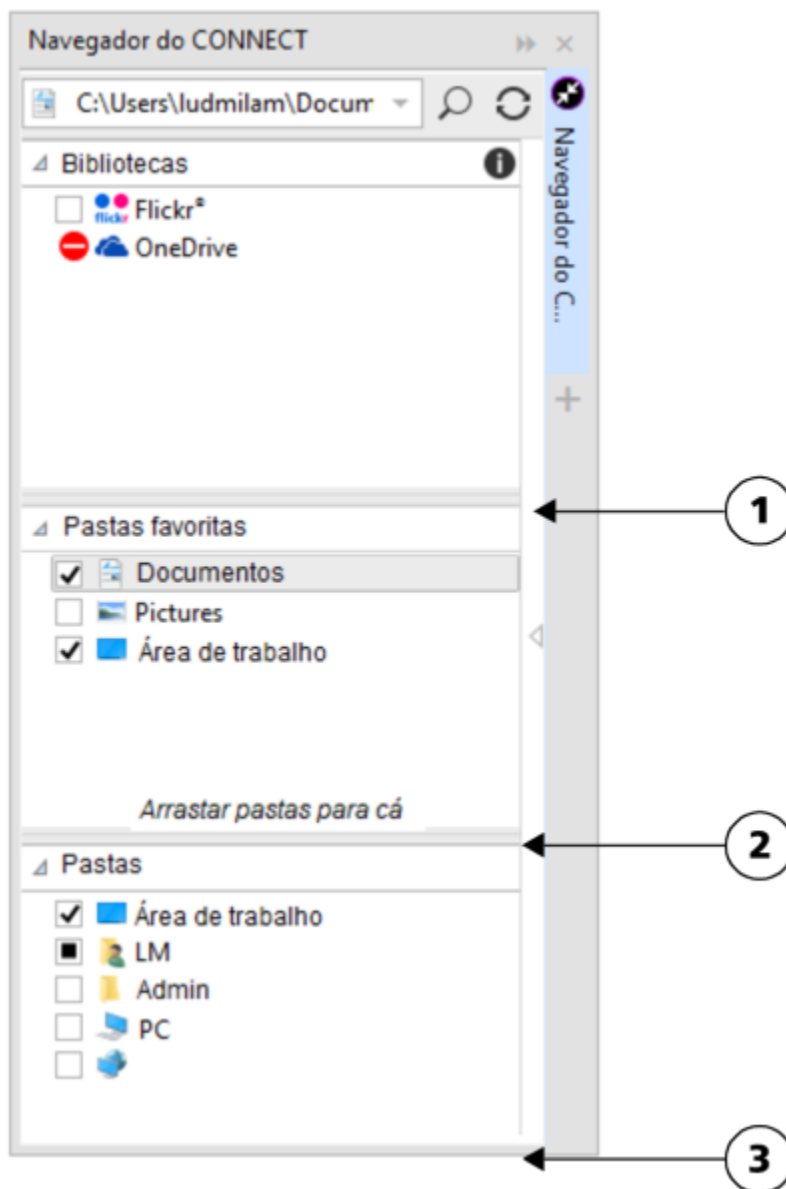 Navegador do CONNECT
C:\Users\ludmilam\Docum
Navegador do C...
Bibliotecas
flickr Flickr®
OneDrive
1
Pastas favoritas
Documentos
Pictures
Área de trabalho
Arrastar pastas para cá
2
Pastas
Área de trabalho
LM
Admin
PC
3